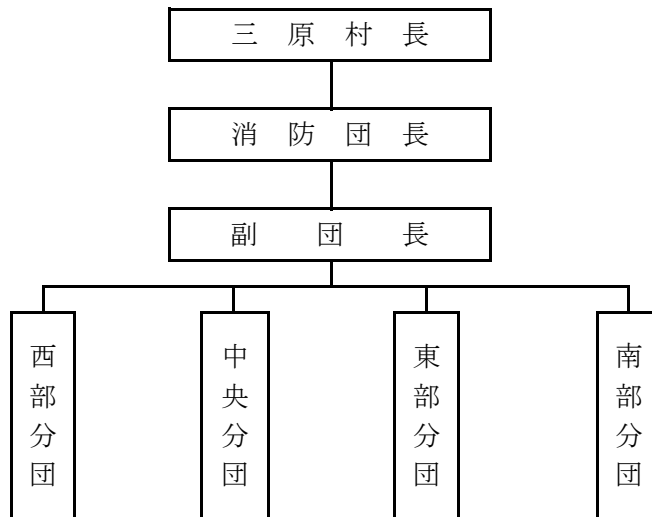 三原村長
消防団長
副団長
西部分団
中央分団
東部分団
南部分団